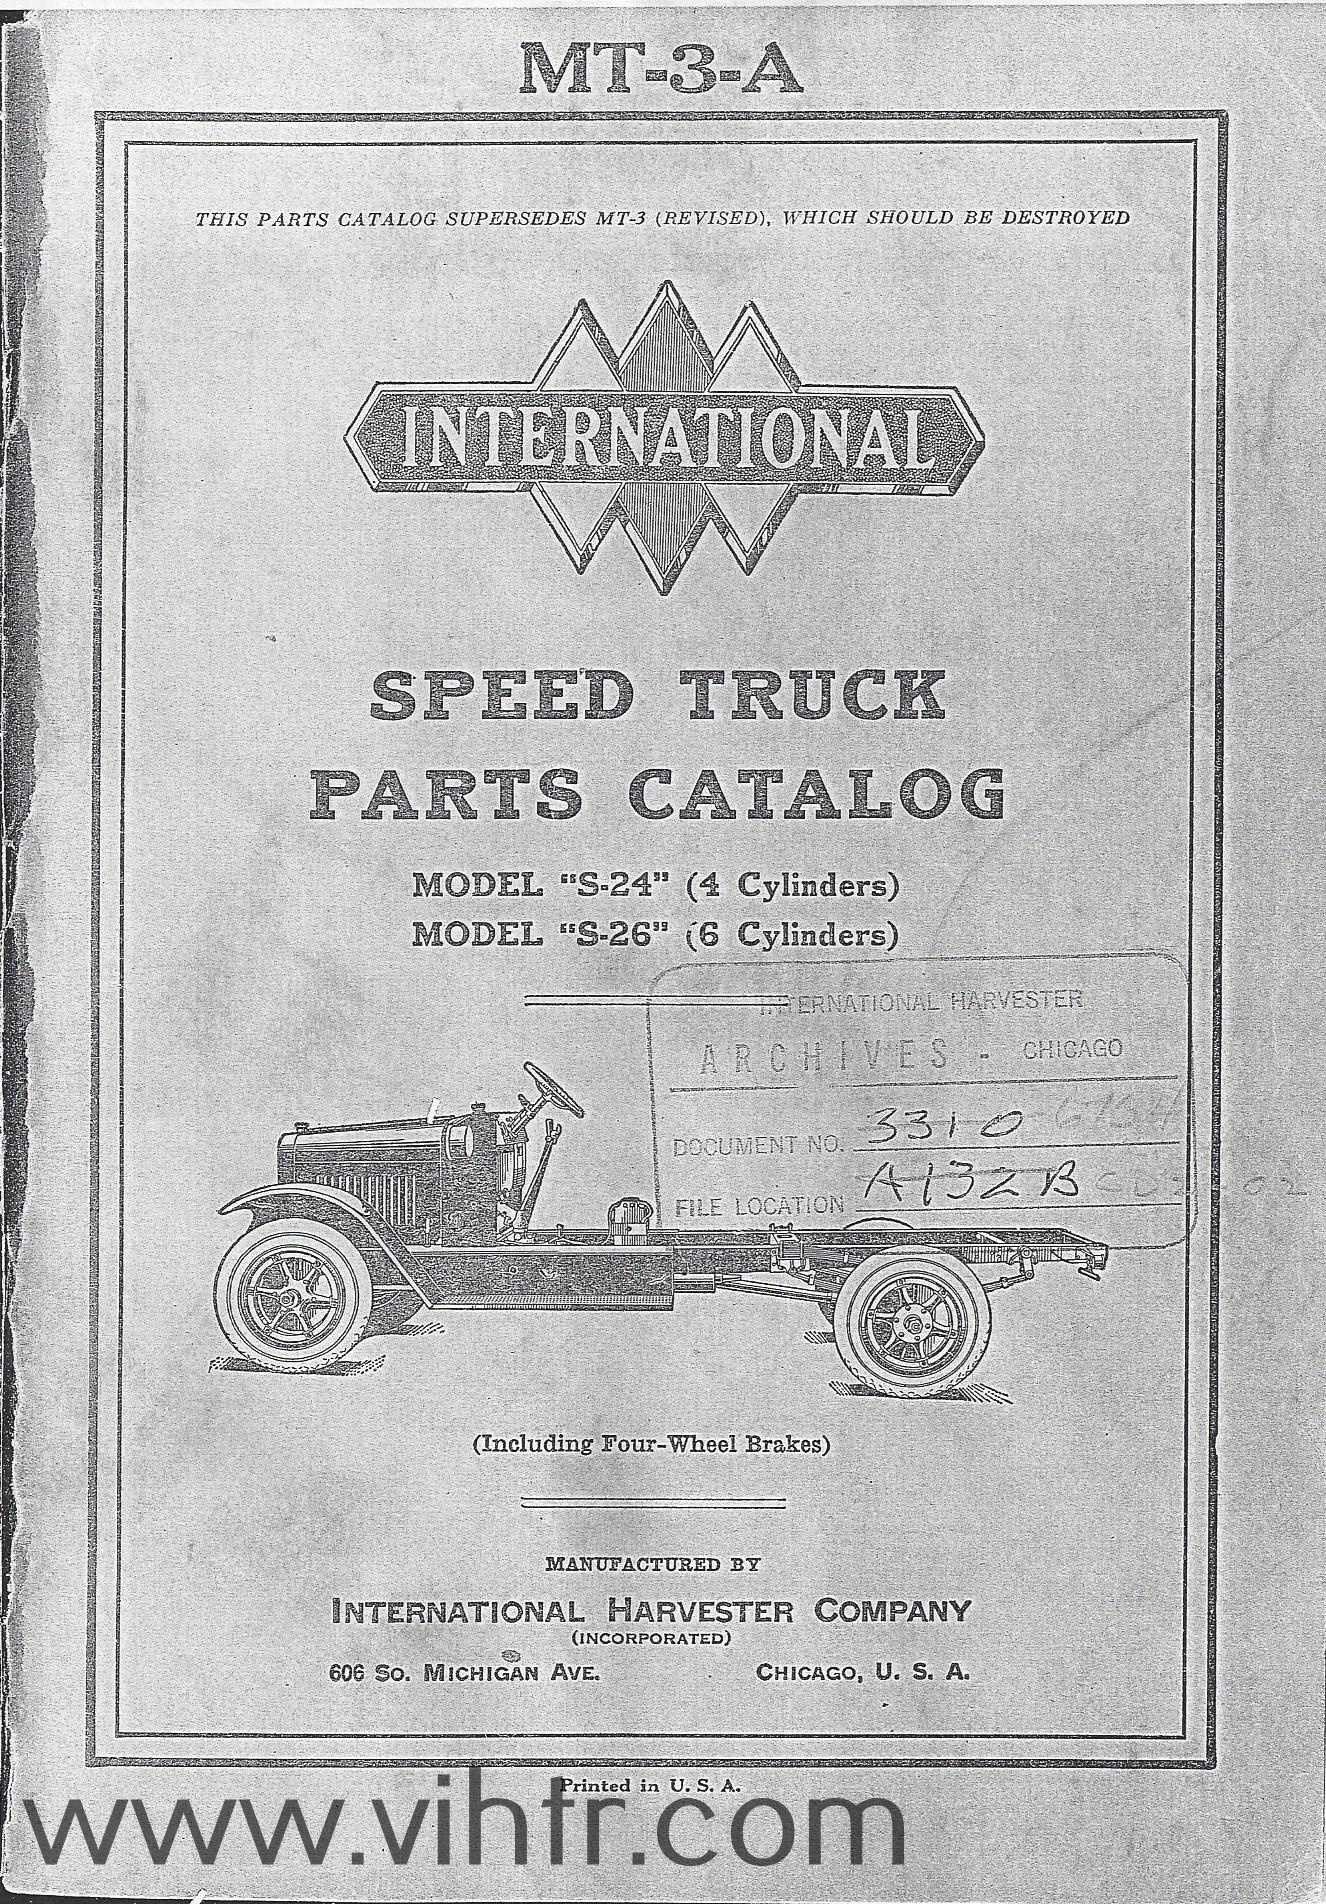 MT-3-A
THIS PARTS CATALOG SUPERSEDES MT-3 (REVISED), WHICH SHOULD BE DESTROYED
INTERNATIONAL
SPEED TRUCK
PARTS CATALOG
MODEL "S-24" (4 Cylinders)
MODEL "S-26" (6 Cylinders)
INTERNATIONAL HARVESTER
ARCHIVES - CHICAGO
DOCUMENT NO. 3310
FILE LOCATION A132B
(Including Four-Wheel Brakes)
MANUFACTURED BY
INTERNATIONAL HARVESTER COMPANY
(INCORPORATED)
606 SO. MICHIGAN AVE. CHICAGO, U. S. A.
Printed in U. S. A.
www.vihtr.com